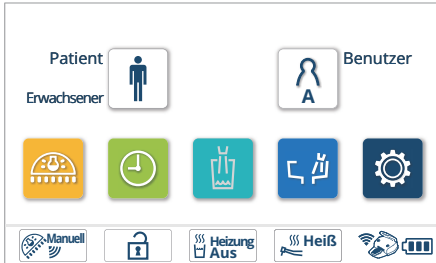 Patient
Benutzer
Erwachsener
A
Manuell
Heizung
Aus
Heiß